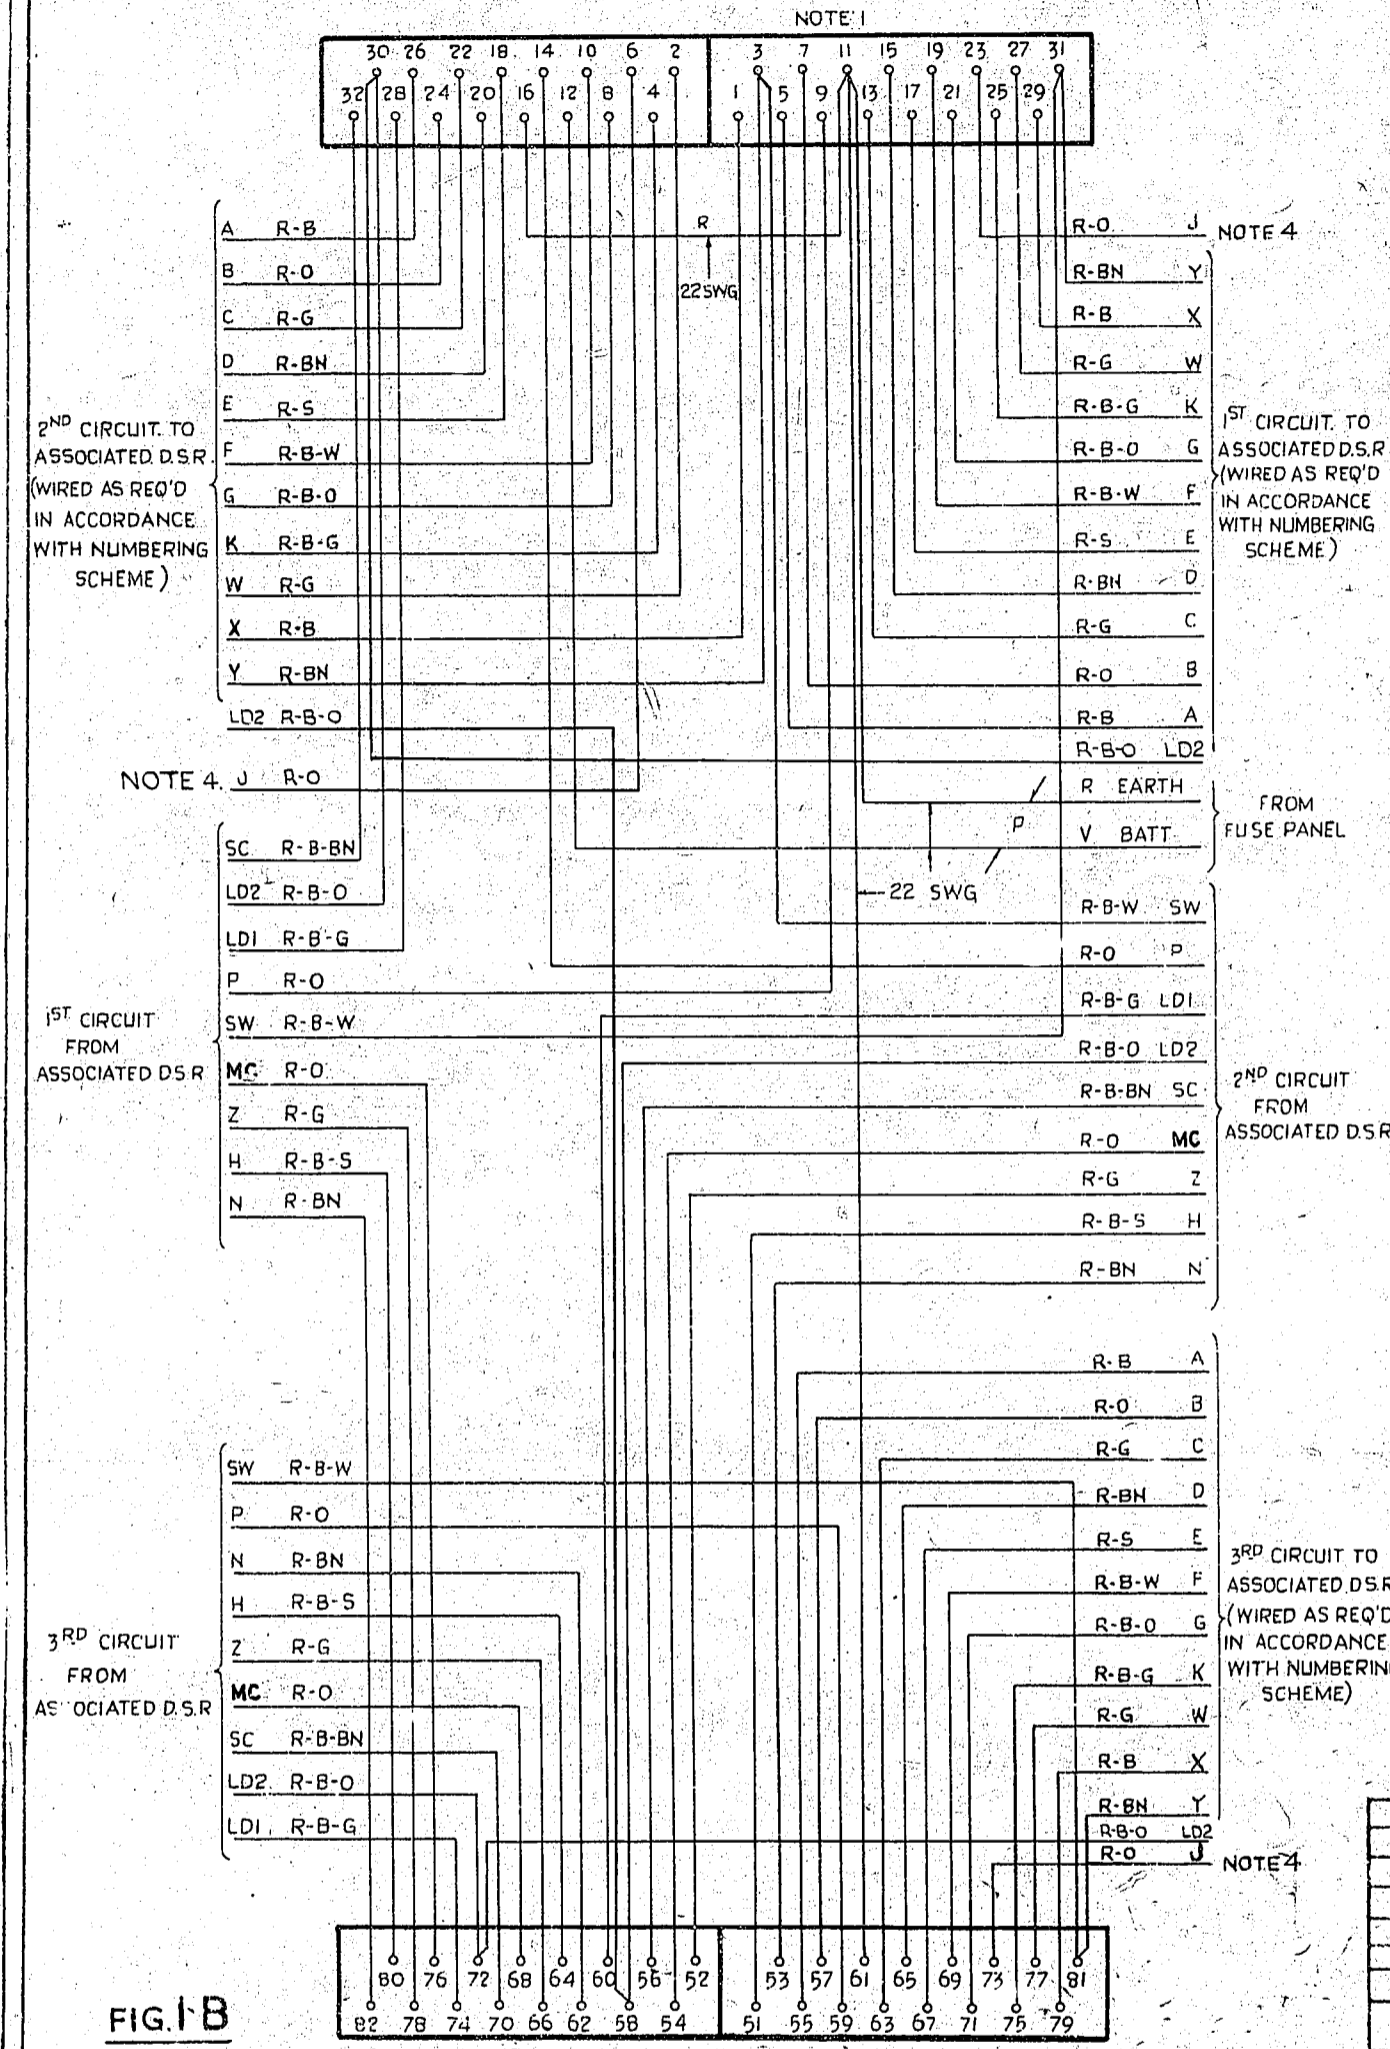 NOTE 1
30 26 22 18 14 10 6 2 3 7 11 15 19 23 27 31
32 28 24 20 16 12 8 4 1 5 9 13 17 21 25 29
A R-B
B R-O
C R-G
D R-BN
E R-S
F R-B-W
G R-B-O
K R-B-G
W R-G
X R-B
Y R-BN
LD2 R-B-O
2ND CIRCUIT TO
ASSOCIATED D.S.R.
(WIRED AS REQ'D
IN ACCORDANCE
WITH NUMBERING
SCHEME)
NOTE 4. J R-O
R
22SWG
R-O J NOTE 4
R-BN Y
R-B X
R-G W
R-B-G K
R-B-O G
R-B-W F
R-S E
R-BN D
R-G C
R-O B
R-B A
R-B-O LD2
1ST CIRCUIT TO
ASSOCIATED D.S.R
(WIRED AS REQ'D
IN ACCORDANCE
WITH NUMBERING
SCHEME)
R EARTH
P
V BATT
FROM
FUSE PANEL
22 SWG
SC R-B-BN
LD2 R-B-O
LD1 R-B-G
P R-O
SW R-B-W
MC R-O
Z R-G
H R-B-S
N R-BN
1ST CIRCUIT
FROM
ASSOCIATED D.S.R
R-B-W SW
R-O P
R-B-G LD1
R-B-O LD2
R-B-BN SC
R-O MC
R-G Z
R-B-S H
R-BN N
2ND CIRCUIT
FROM
ASSOCIATED D.S.R
R-B A
R-O B
R-G C
R-BN D
R-S E
R-B-W F
R-B-O G
R-B-G K
R-G W
R-B X
R-BN Y
R-B-O LD2
R-O J NOTE 4
3RD CIRCUIT TO
ASSOCIATED D.S.R
(WIRED AS REQ'D
IN ACCORDANCE
WITH NUMBERIN
SCHEME)
SW R-B-W
P R-O
N R-BN
H R-B-S
Z R-G
MC R-O
SC R-B-BN
LD2 R-B-O
LD1 R-B-G
3RD CIRCUIT
FROM
AS OCIATED D.S.R
80 76 72 68 64 60 56 52 53 57 61 65 69 73 77 81
82 78 74 70 66 62 58 54 51 55 59 63 67 71 75 79
FIG.1-B